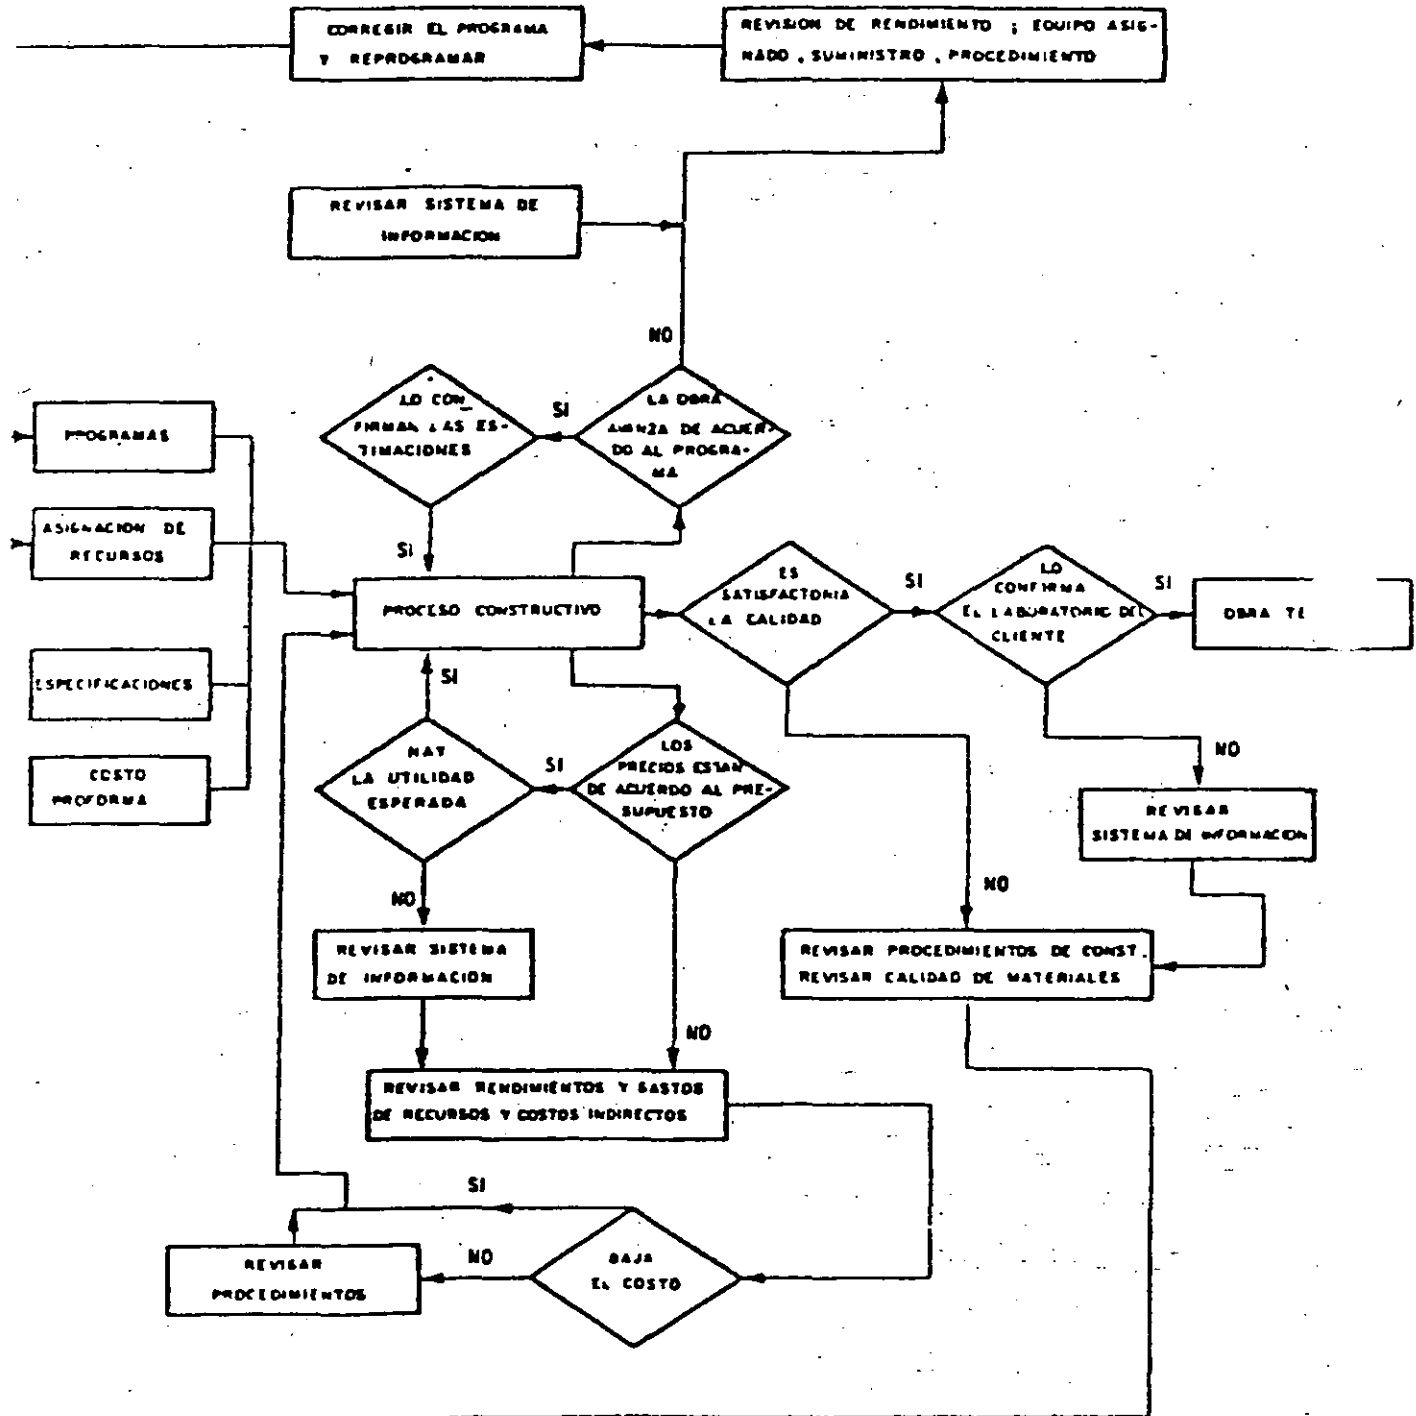 CORREGIR EL PROGRAMA
Y REPROGRAMAR
REVISION DE RENDIMIENTO ; EQUIPO ASIG-
NADO , SUMINISTRO , PROCEDIMIENTO
REVISAR SISTEMA DE
INFORMACION
NO
LO CON_
FIRMAN LAS ES-
TIMACIONES
SI
LA OBRA
AVANZA DE ACUER-
DO AL PROGRA-
MA
PROGRAMAS
ASIGNACION DE
RECURSOS
SI
PROCESO CONSTRUCTIVO
ES
SATISFACTORIA
LA CALIDAD
SI
LO
CONFIRMA
EL LABORATORIO DEL
CLIENTE
SI
OBRA TE
ESPECIFICACIONES
SI
COSTO
PROFORMA
HAY
LA UTILIDAD
ESPERADA
SI
LOS
PRECIOS ESTAN
DE ACUERDO AL PRE-
SUPUESTO
NO
REVISAR
SISTEMA DE INFORMACION
NO
NO
REVISAR SISTEMA
DE INFORMACION
REVISAR PROCEDIMIENTOS DE CONST.
REVISAR CALIDAD DE MATERIALES
NO
REVISAR RENDIMIENTOS Y GASTOS
DE RECURSOS Y COSTOS INDIRECTOS
SI
REVISAR
PROCEDIMIENTOS
NO
BAJA
EL COSTO